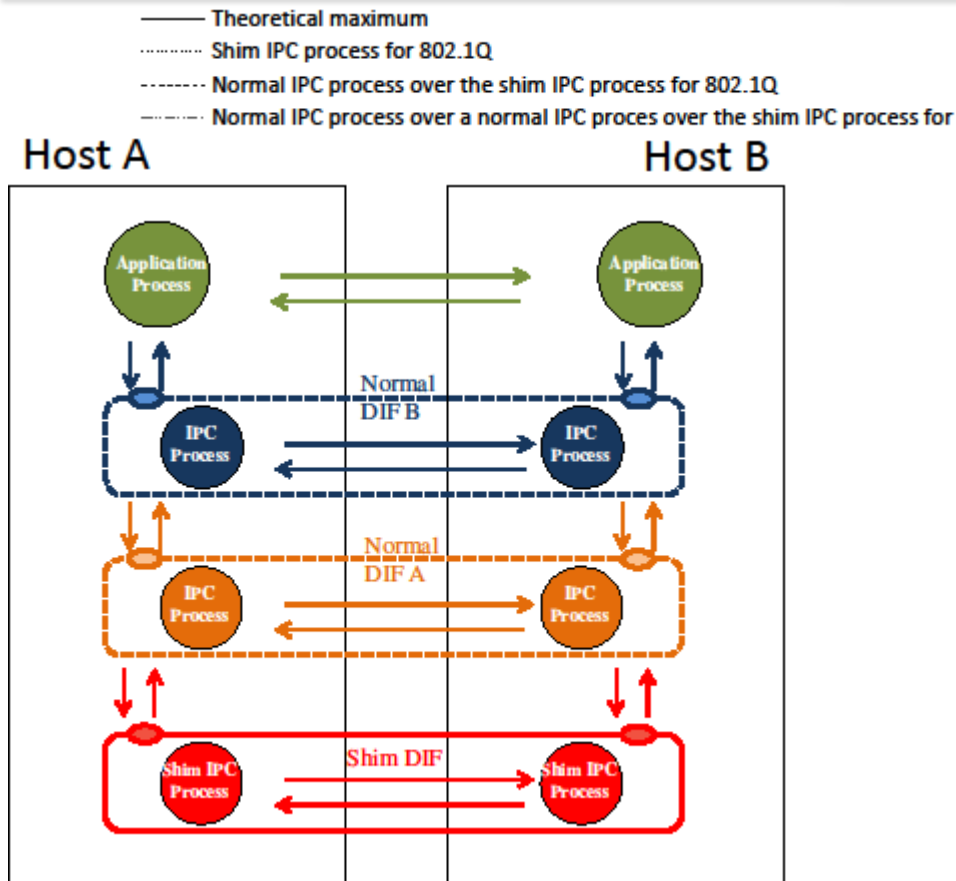 Theoretical maximum
Shim IPC process for 802.1Q
Normal IPC process over the shim IPC process for 802.1Q
Normal IPC process over a normal IPC proces over the shim IPC process for
Host A
Host B
Application
Process
Application
Process
Normal
DIF B
IPC
Process
IPC
Process
Normal
DIF A
IPC
Process
IPC
Process
Shim DIF
Shim IPC
Process
Shim IPC
Process